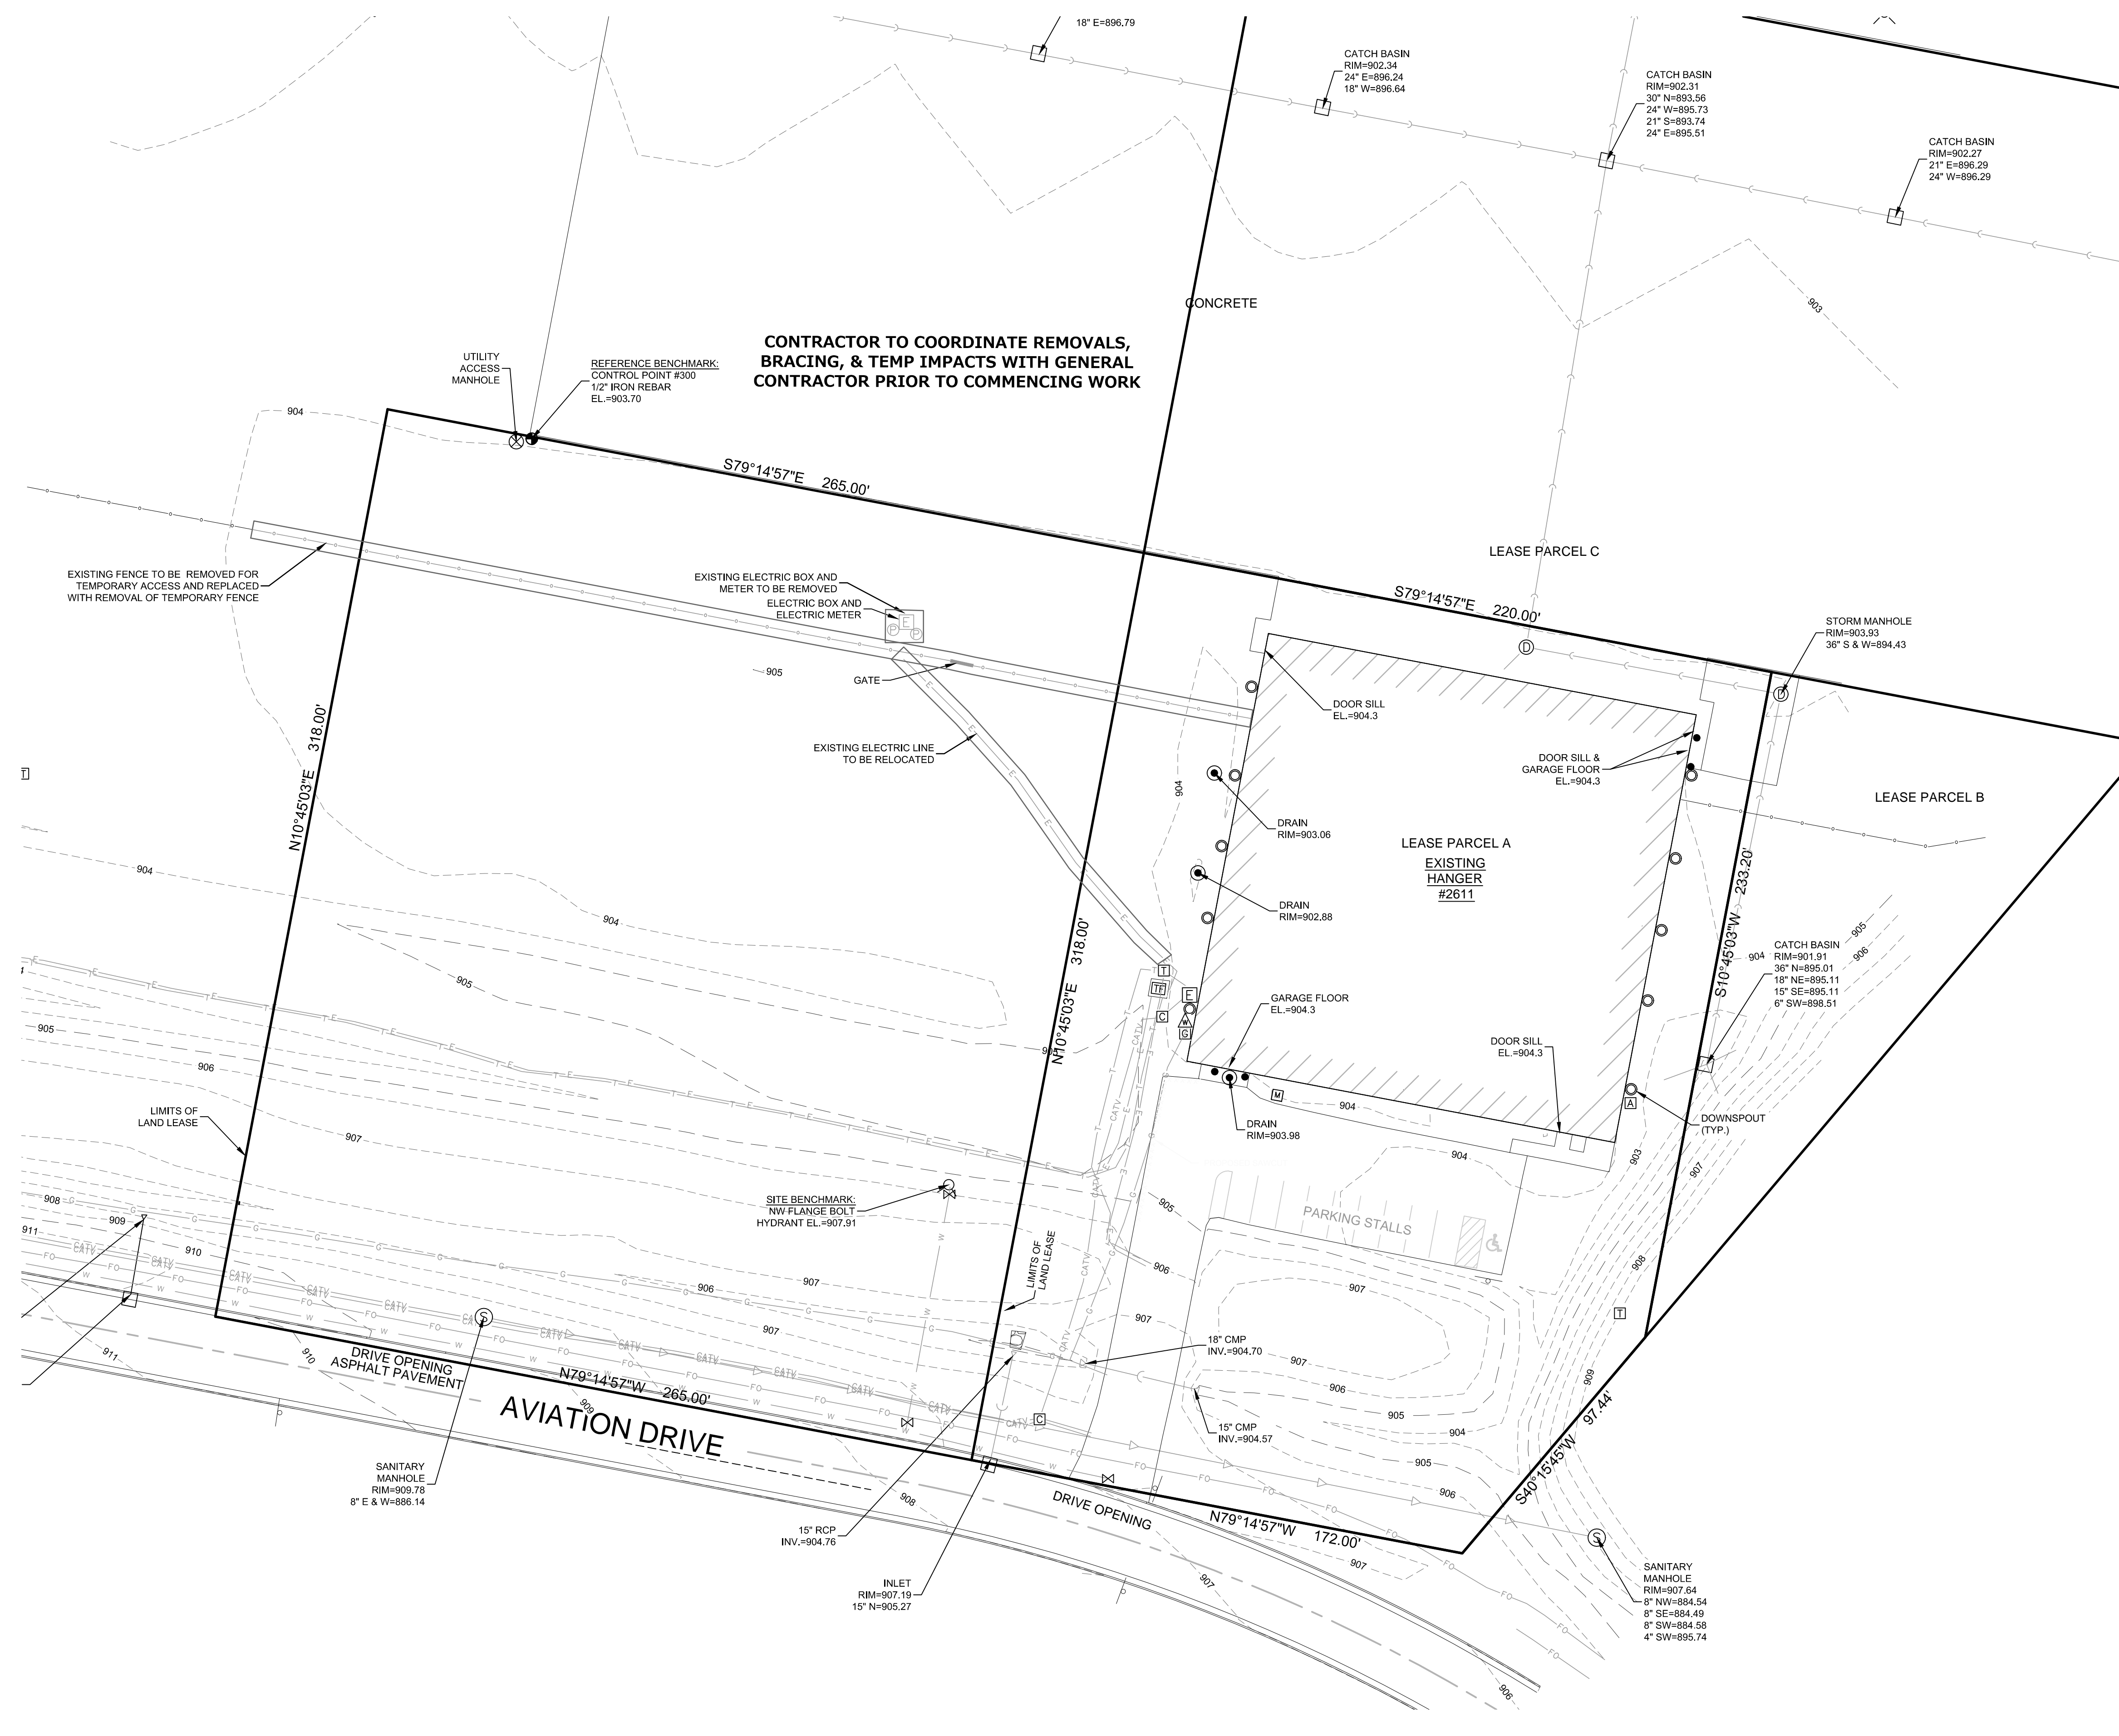 18" E=896.79
CATCH BASIN
RIM=902.34
24" E=896.24
18" W=896.64
CATCH BASIN
RIM=902.31
30" N=893.56
24" W=895.73
21" S=893.74
24" E=895.51
CATCH BASIN
RIM=902.27
21" E=896.29
24" W=896.29
CONCRETE
903
CONTRACTOR TO COORDINATE REMOVALS,
BRACING, & TEMP IMPACTS WITH GENERAL
CONTRACTOR PRIOR TO COMMENCING WORK
UTILITY
ACCESS
MANHOLE
REFERENCE BENCHMARK:
CONTROL POINT #300
1/2" IRON REBAR
EL.=903.70
904
S79°14'57"E 265.00'
LEASE PARCEL C
EXISTING FENCE TO BE REMOVED FOR
TEMPORARY ACCESS AND REPLACED
WITH REMOVAL OF TEMPORARY FENCE
EXISTING ELECTRIC BOX AND
METER TO BE REMOVED
ELECTRIC BOX AND
ELECTRIC METER
E
P P
S79°14'57"E 220.00'
STORM MANHOLE
RIM=903.93
36" S & W=894.43
D
D
905
GATE
DOOR SILL
EL.=904.3
N10°45'03"E 318.00'
EXISTING ELECTRIC LINE
TO BE RELOCATED
DOOR SILL &
GARAGE FLOOR
EL.=904.3
T
904
LEASE PARCEL B
DRAIN
RIM=903.06
LEASE PARCEL A
EXISTING
HANGER
#2611
904
904
DRAIN
RIM=902.88
S10°45'03"W 233.20'
N10°45'03"E 318.00'
905
905
906
904
CATCH BASIN
RIM=901.91
36" N=895.01
18" NE=895.11
15" SE=895.11
6" SW=898.51
905
T
TF
E
C
W
G
GARAGE FLOOR
EL.=904.3
905
905
906
DOOR SILL
EL.=904.3
LIMITS OF
LAND LEASE
907
M
904
DRAIN
RIM=903.98
A
DOWNSPOUT
(TYP.)
904
903
907
908
909
910
911
SITE BENCHMARK:
NW FLANGE BOLT
HYDRANT EL.=907.91
905
PARKING STALLS
LIMITS OF
LAND LEASE
906
907
906
907
907
907
907
906
905
904
905
906
908
909
T
18" CMP
INV.=904.70
15" CMP
INV.=904.57
S
911
910
DRIVE OPENING
ASPHALT PAVEMENT
N79°14'57"W 265.00'
909
AVIATION DRIVE
C
S40°15'45"W 97.44'
SANITARY
MANHOLE
RIM=909.78
8" E & W=886.14
908
DRIVE OPENING
N79°14'57"W 172.00'
907
15" RCP
INV.=904.76
S
INLET
RIM=907.19
15" N=905.27
907
SANITARY
MANHOLE
RIM=907.64
8" NW=884.54
8" SE=884.49
8" SW=884.58
4" SW=895.74
906